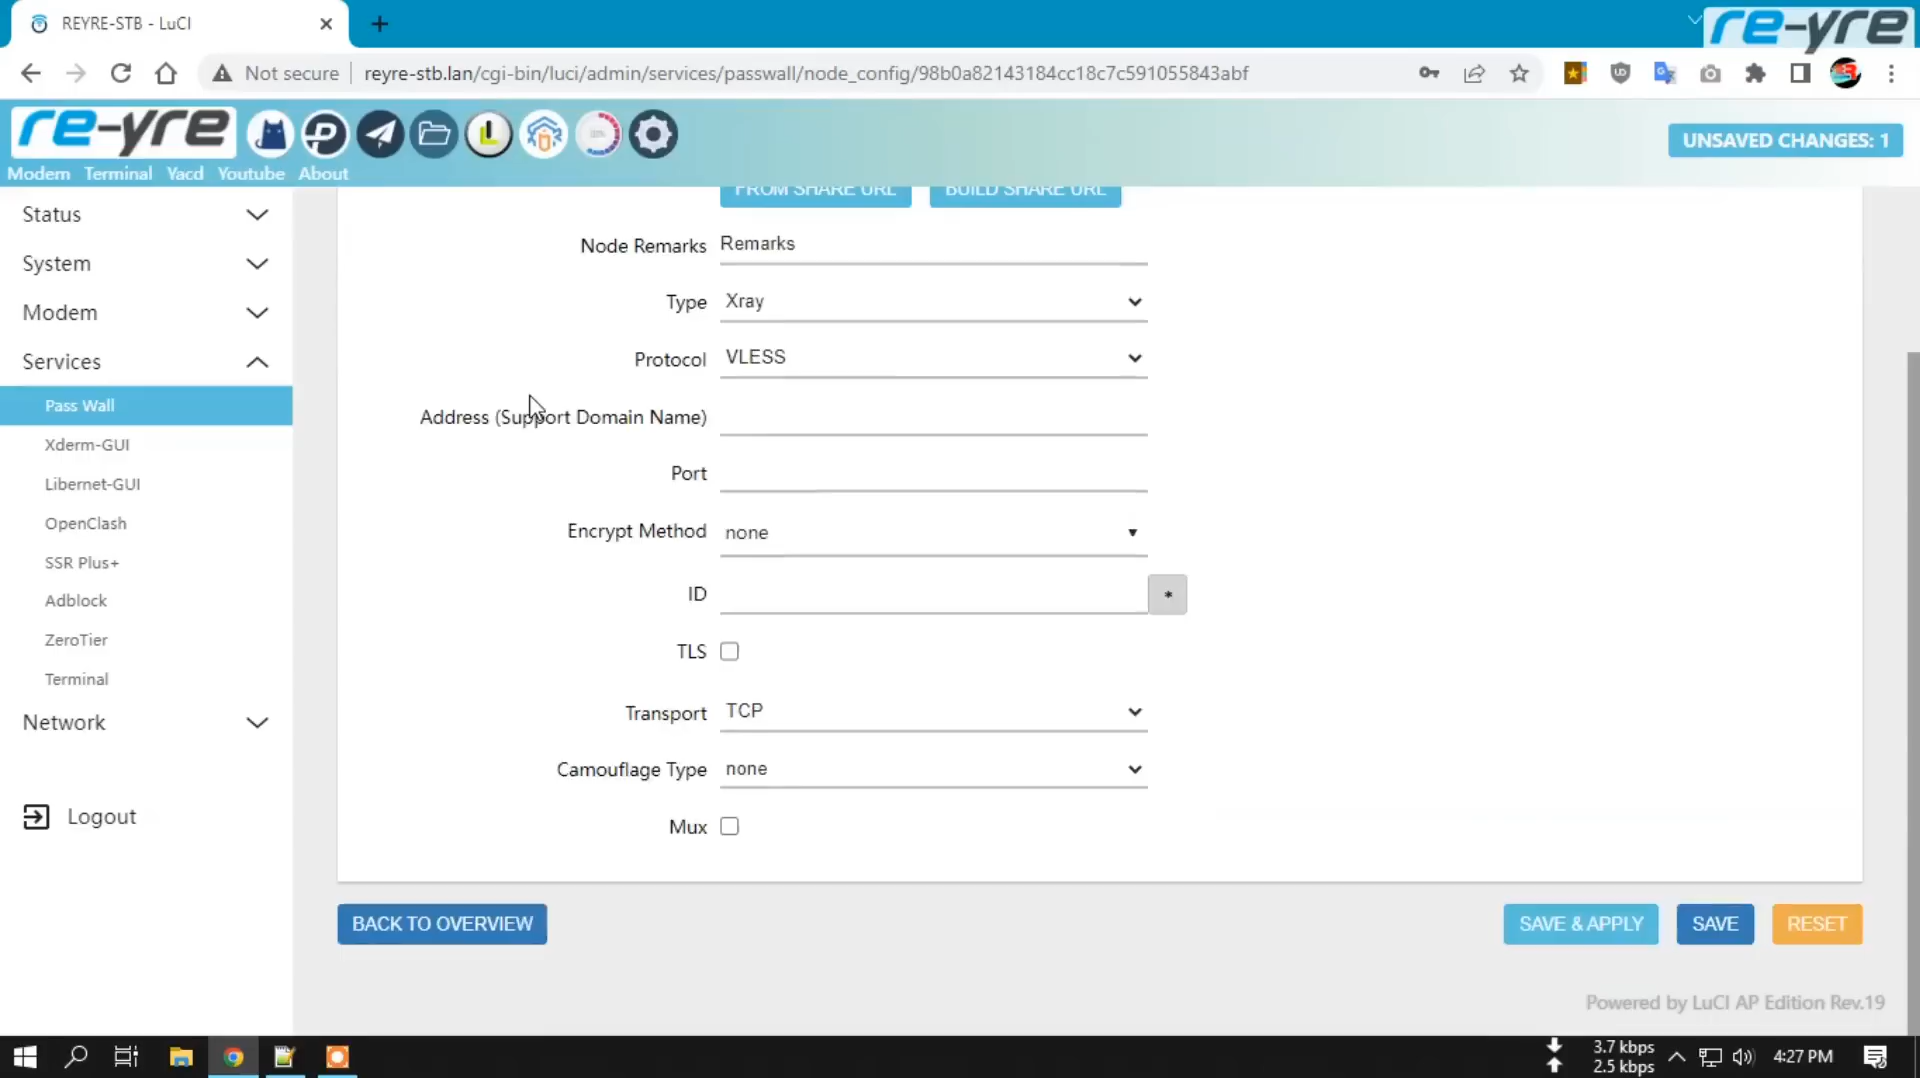 REYRE-STB - LuCI
re-yre
Not secure
reyre-stb.lan/cgi-bin/luci/admin/services/passwall/node_config/98b0a82143184cc18c7c591055843abf
re-yre
UNSAVED CHANGES: 1
Modem Terminal Yacd Youtube About
FROM SHARE URL
BUILD SHARE URL
Status
System
Modem
Services
Pass Wall
Xderm-GUI
Libernet-GUI
OpenClash
SSR Plus+
Adblock
ZeroTier
Terminal
Network
Logout
Node Remarks Remarks
Type Xray
Protocol VLESS
Address (Support Domain Name)
Port
Encrypt Method none
ID *
TLS
Transport TCP
Camouflage Type none
Mux
BACK TO OVERVIEW
SAVE & APPLY
SAVE
RESET
Powered by LuCI AP Edition Rev.19
3.7 kbps
2.5 kbps
4:27 PM